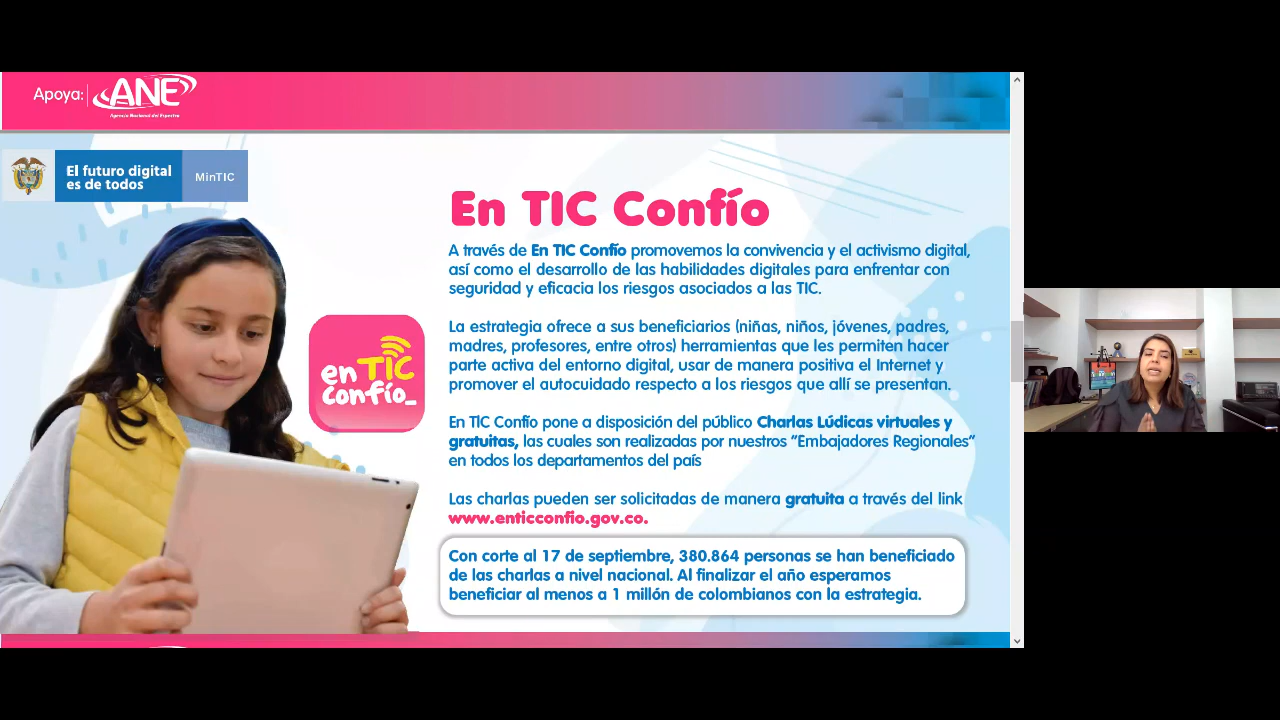 Apoya: ANE
Agencia Nacional del Espectro
El futuro digital
es de todos
MinTIC
En TIC Confío
A través de En TIC Confío promovemos la convivencia y el activismo digital,
así como el desarrollo de las habilidades digitales para enfrentar con
seguridad y eficacia los riesgos asociados a las TIC.
La estrategia ofrece a sus beneficiarios (niñas, niños, jóvenes, padres,
madres, profesores, entre otros) herramientas que les permiten hacer
parte activa del entorno digital, usar de manera positiva el Internet y
promover el autocuidado respecto a los riesgos que allí se presentan.
en TIC
confío_
En TIC Confío pone a disposición del público Charlas Lúdicas virtuales y
gratuitas, las cuales son realizadas por nuestros "Embajadores Regionales"
en todos los departamentos del país
Las charlas pueden ser solicitadas de manera gratuita a través del link
www.enticconfio.gov.co.
Con corte al 17 de septiembre, 380.864 personas se han beneficiado
de las charlas a nivel nacional. Al finalizar el año esperamos
beneficiar al menos a 1 millón de colombianos con la estrategia.